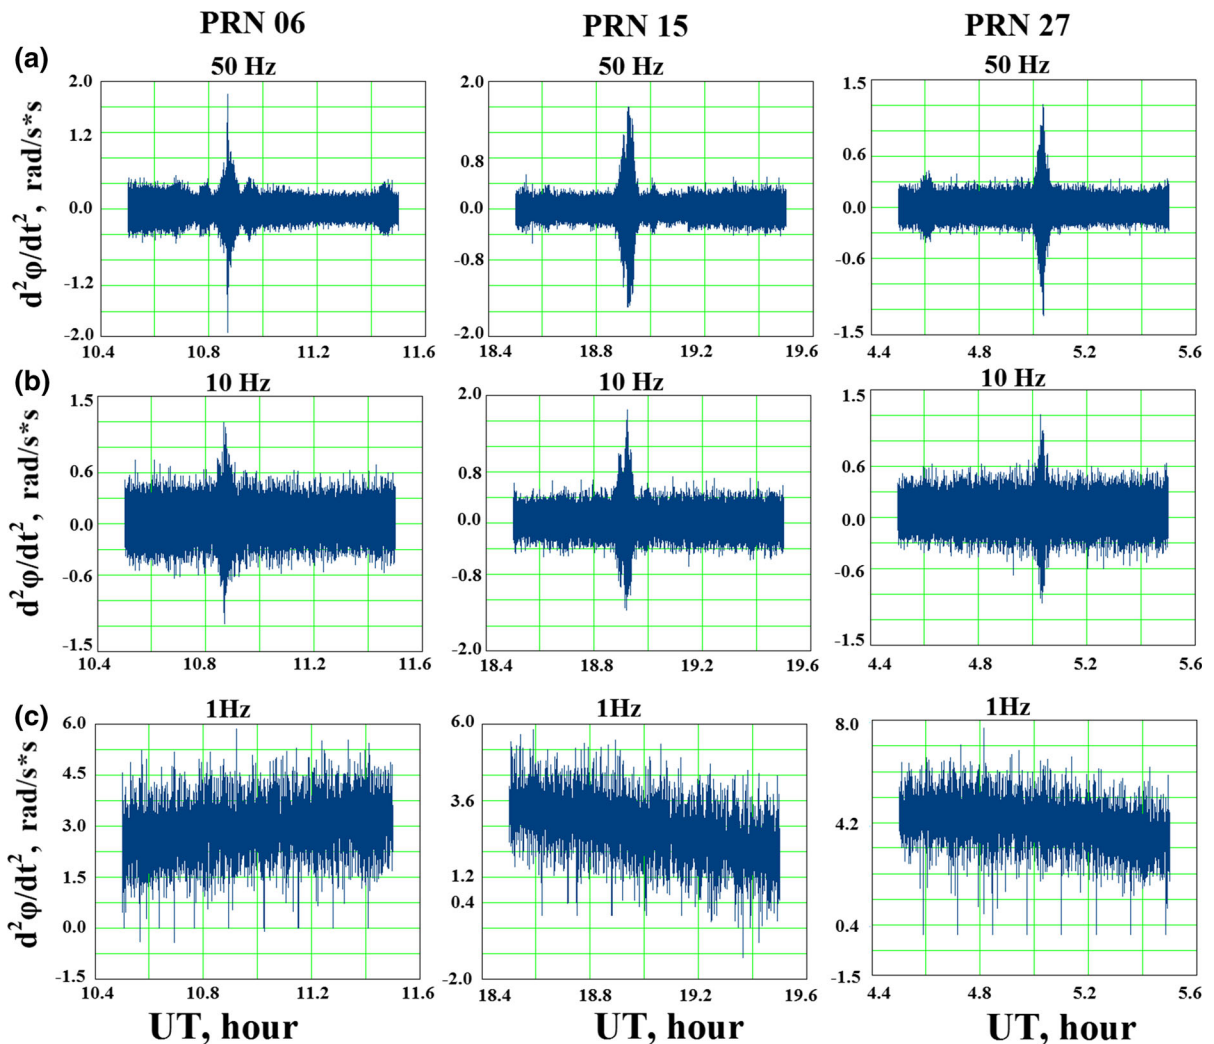 PRN 06 PRN 15 PRN 27
(a) 50 Hz 50 Hz 50 Hz
d²φ/dt², rad/s*s
2.0
1.2
0.0
-1.2
-2.0
10.4 10.8 11.2 11.6
2.0
0.8
0.0
-0.8
-2.0
18.4 18.8 19.2 19.6
1.5
0.6
0.0
-0.6
-1.5
4.4 4.8 5.2 5.6
(b) 10 Hz 10 Hz 10 Hz
d²φ/dt², rad/s*s
1.5
0.6
0.0
-0.6
-1.5
10.4 10.8 11.2 11.6
2.0
0.8
0.0
-0.8
-2.0
18.4 18.8 19.2 19.6
1.5
0.6
0.0
-0.6
-1.5
4.4 4.8 5.2 5.6
(c) 1Hz 1Hz 1Hz
d²φ/dt², rad/s*s
6.0
4.5
3.0
1.5
0.0
-1.5
10.4 10.8 11.2 11.6
6.0
3.6
1.2
0.4
-2.0
18.4 18.8 19.2 19.6
8.0
4.2
0.4
-1.5
4.4 4.8 5.2 5.6
UT, hour UT, hour UT, hour